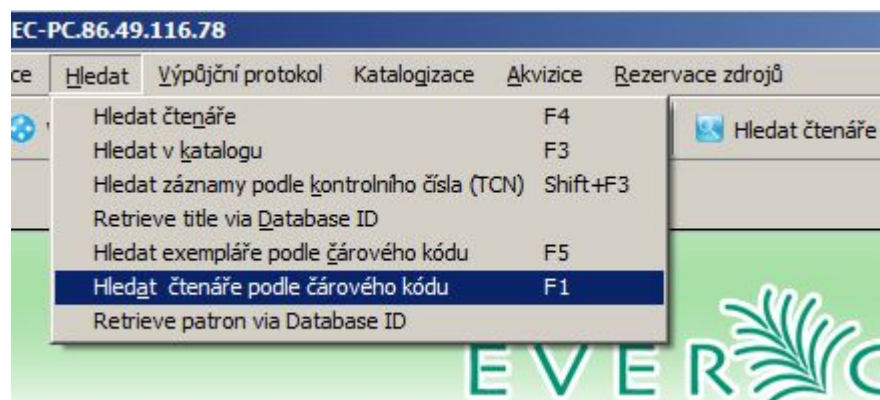 EC-PC.86.49.116.78
ce Hledat Výpůjční protokol Katalogizace Akvizice Rezervace zdrojů
Hledat čtenáře F4
Hledat čtenáře
Hledat v katalogu F3
Hledat záznamy podle kontrolního čísla (TCN) Shift+F3
Retrieve title via Database ID
Hledat exempláře podle čárového kódu F5
Hledat čtenáře podle čárového kódu F1
Retrieve patron via Database ID
EVERG